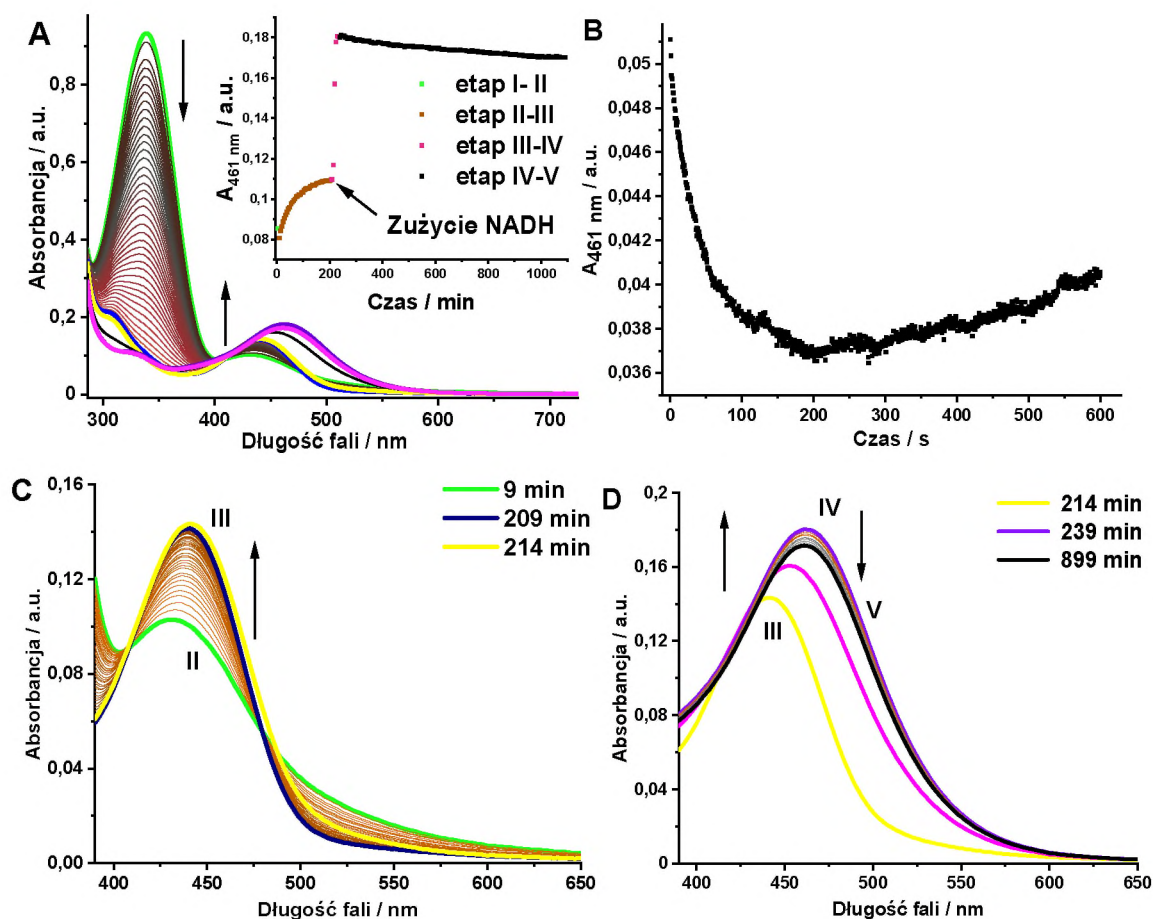 A
Absorbancja / a.u.
0,8
0,6
0,4
0,2
0
300
400
500
600
700
Długość fali / nm
A461 nm / a.u.
0,18
0,16
0,14
0,13
0,11
0,10
0,08
etap I- II
etap II-III
etap III-IV
etap IV-V
Zużycie NADH
0
200
400
600
800
1000
Czas / min
B
A461 nm / a.u.
0,05
0,048
0,046
0,044
0,042
0,04
0,038
0,036
0
100
200
300
400
500
600
Czas / s
C
Absorbancja / a.u.
0,16
0,12
0,08
0,04
0,00
III
II
9 min
209 min
214 min
400
450
500
550
600
650
Długość fali / nm
D
Absorbancja / a.u.
0,2
0,16
0,12
0,08
0,04
0
IV
III
V
214 min
239 min
899 min
400
450
500
550
600
650
Długość fali / nm